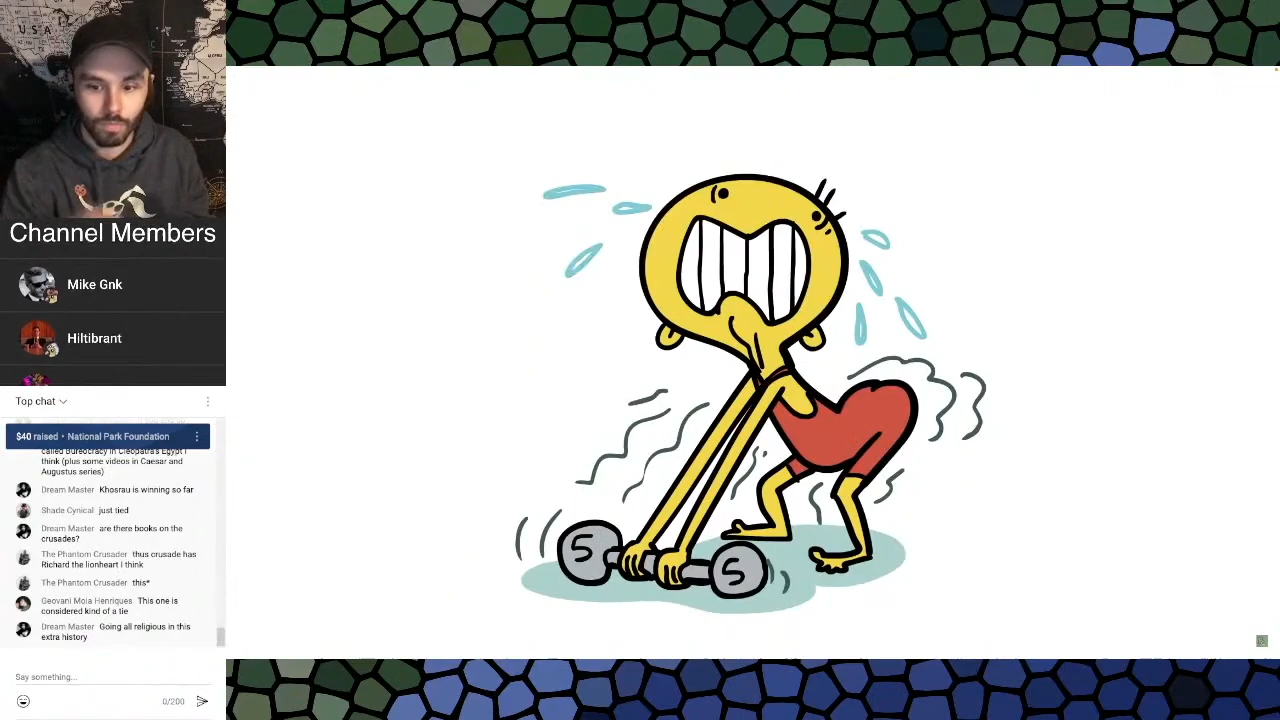 USA
Channel Members
Mike Gnk
Hiltibrant
Top chat
$40 raised • National Park Foundation
called Bureocracy in Cleopatra's Egypt I
think (plus some videos in Caesar and
Augustus series)
Dream Master Khosrau is winning so far
Shade Cynical just tied
Dream Master are there books on the
crusades?
The Phantom Crusader thus crusade has
Richard the lionheart I think
The Phantom Crusader this*
Geovani Moia Henriques This one is
considered kind of a tie
Dream Master Going all religious in this
extra history
Say something...
0/200
5 5